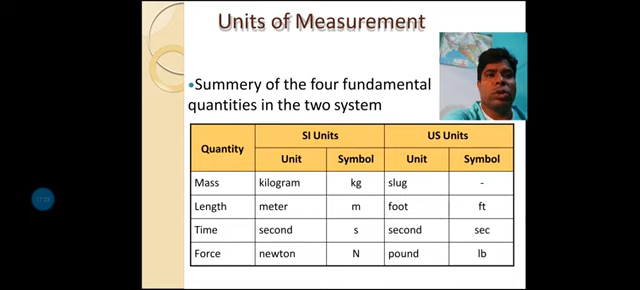 Units of Measurement
Summery of the four fundamental
quantities in the two system
Quantity SI Units US Units
Unit Symbol Unit Symbol
Mass kilogram kg slug -
Length meter m foot ft
Time second s second sec
Force newton N pound lb